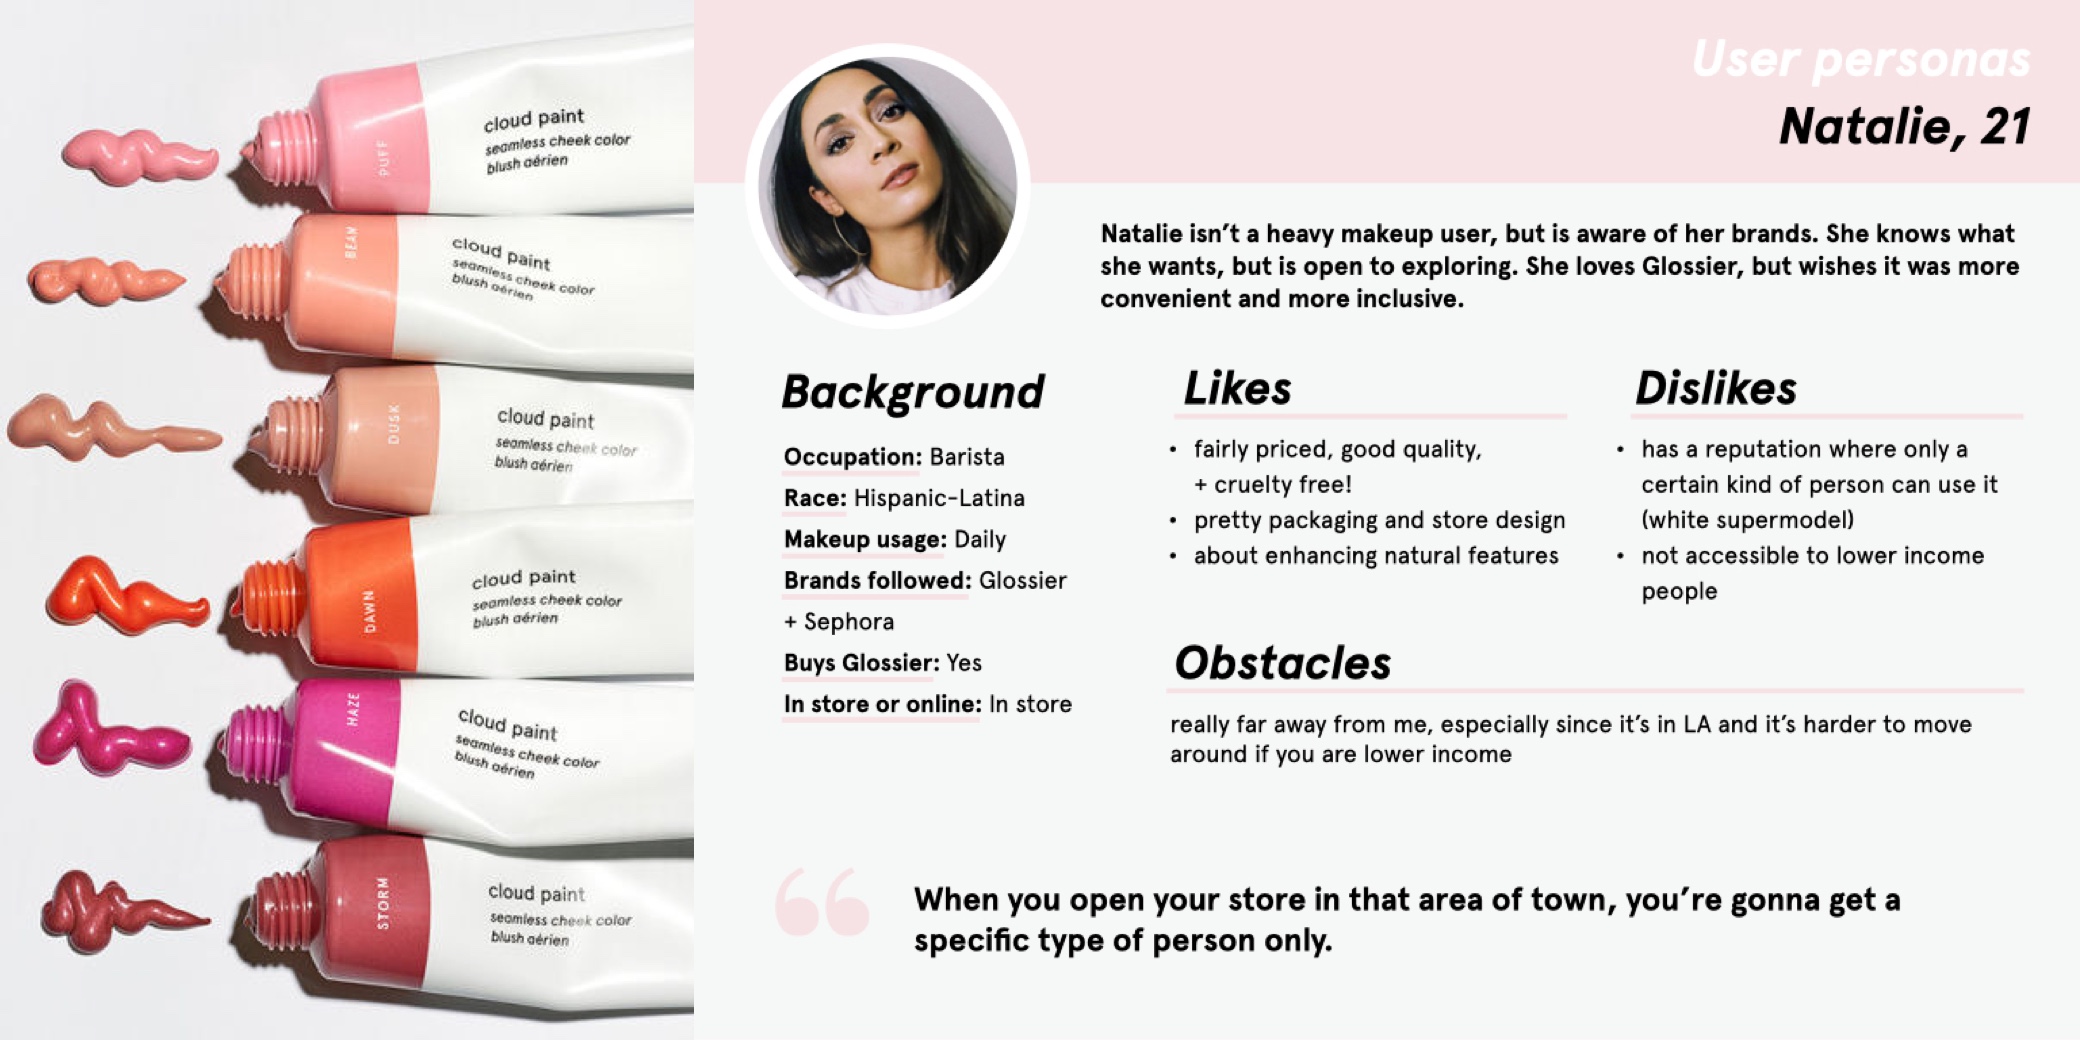 PUFF
cloud paint
seamless cheek color
blush aérien
BEAM
cloud paint
seamless cheek color
blush aérien
DUSK
cloud paint
seamless cheek color
blush aérien
DAWN
cloud paint
seamless cheek color
blush aérien
HAZE
cloud paint
seamless cheek color
blush aérien
STORM
cloud paint
seamless cheek color
blush aérien
User personas
Natalie, 21
Natalie isn't a heavy makeup user, but is aware of her brands. She knows what
she wants, but is open to exploring. She loves Glossier, but wishes it was more
convenient and more inclusive.
Background
Occupation: Barista
Race: Hispanic-Latina
Makeup usage: Daily
Brands followed: Glossier
+ Sephora
Buys Glossier: Yes
In store or online: In store
Likes
• fairly priced, good quality,
+ cruelty free!
• pretty packaging and store design
• about enhancing natural features
Dislikes
• has a reputation where only a
certain kind of person can use it
(white supermodel)
• not accessible to lower income
people
Obstacles
really far away from me, especially since it's in LA and it's harder to move
around if you are lower income
“ When you open your store in that area of town, you're gonna get a
specific type of person only.